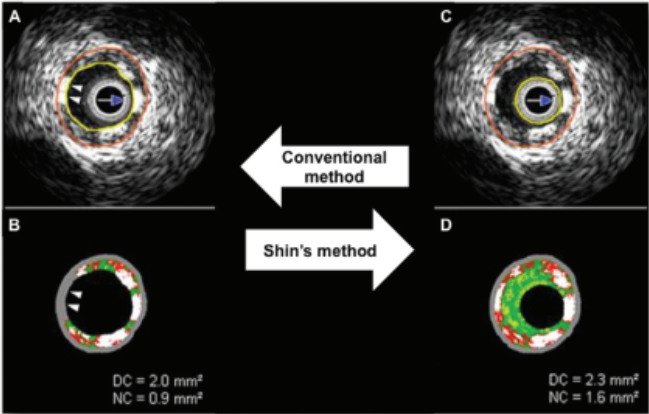 A
C
Conventional
method
B
Shin's method
D
DC = 2.0 mm²
NC = 0.9 mm²
DC = 2.3 mm²
NC = 1.6 mm²